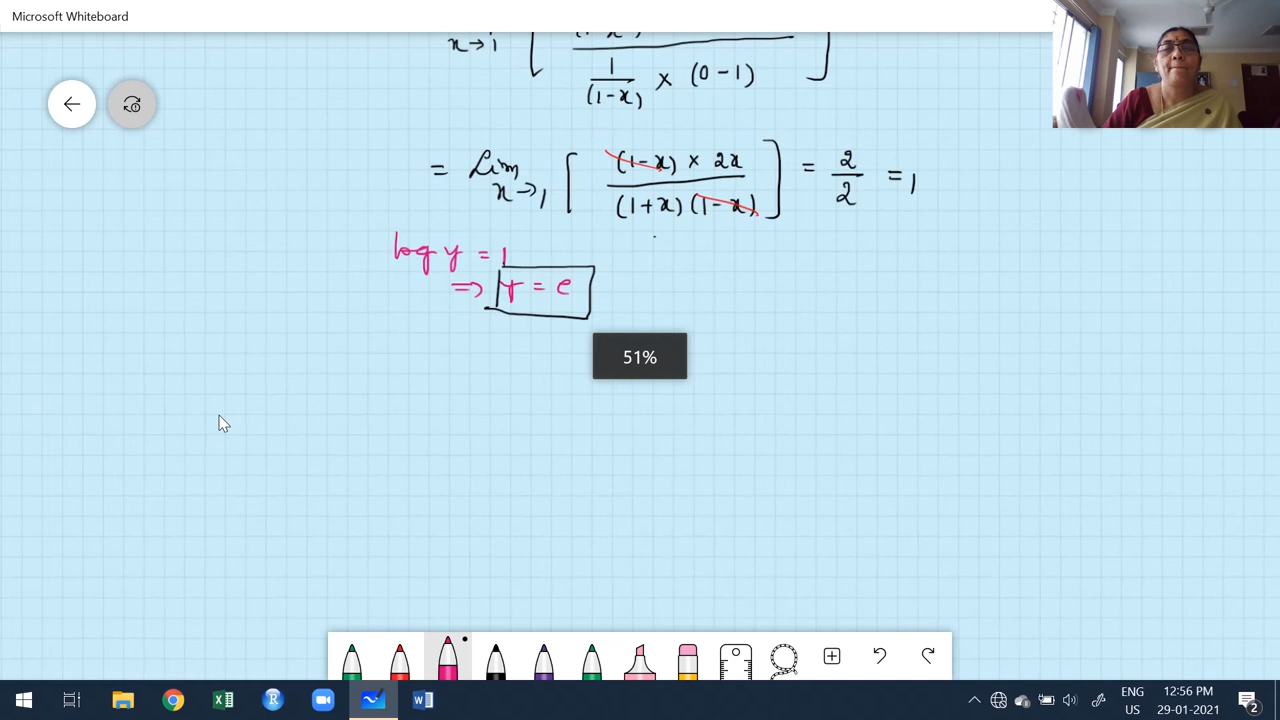 Microsoft Whiteboard
x→1 [ ]
1/(1-x) × (0-1)
= Lim x→1 [ (1-x) × 2x / (1+x)(1-x) ] = 2/2 = 1
log y = 1
⇒ y = e
51%
ENG
US
12:56 PM
29-01-2021
2